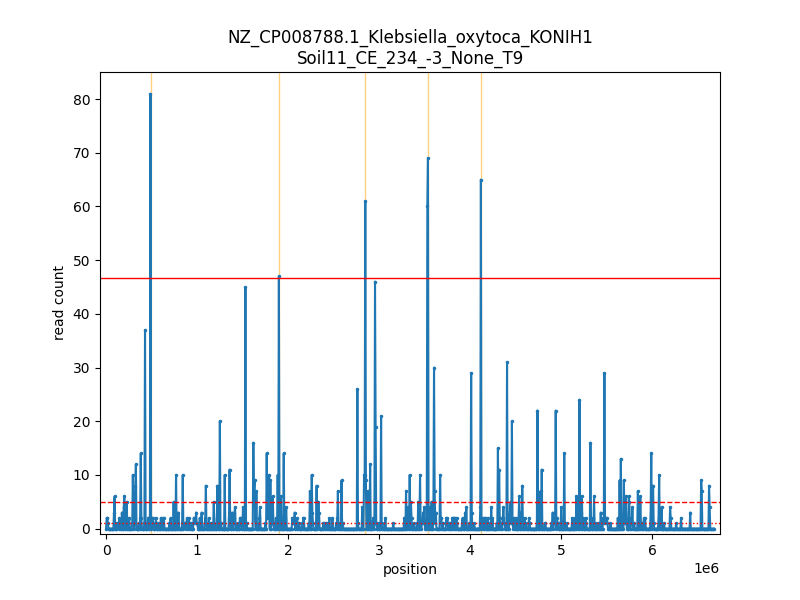 NZ_CP008788.1_Klebsiella_oxytoca_KONIH1
Soil11_CE_234_-3_None_T9
80
70
60
50
40
30
20
10
0
read count
0 1 2 3 4 5 6
1e6
position